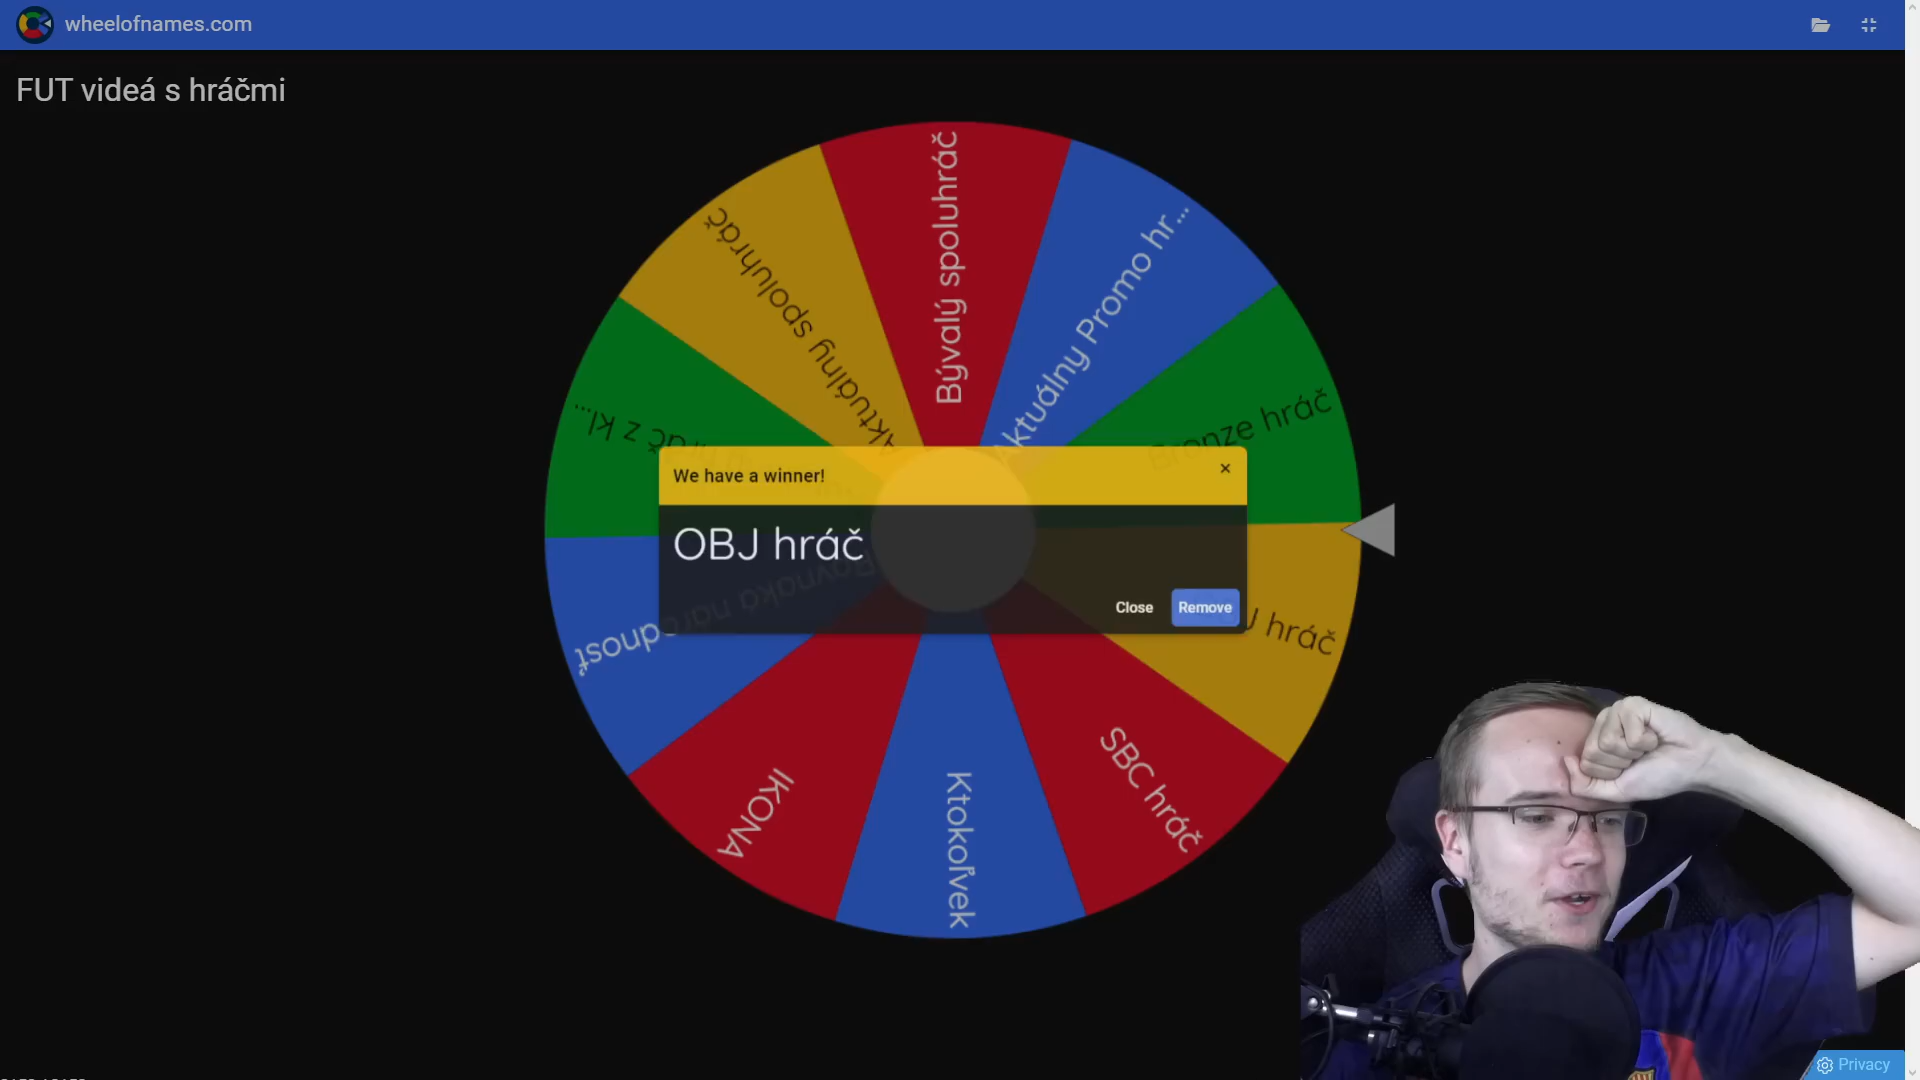 wheelofnames.com
FUT videá s hráčmi
Bývalý spoluhráč
Aktuálny Promo hr...
Bronze hráč
Aktuálny spoluhráč
We have a winner!
OBJ hráč
Close
Remove
hráč
SBC hráč
Ktokoľvek
IKONA
Privacy